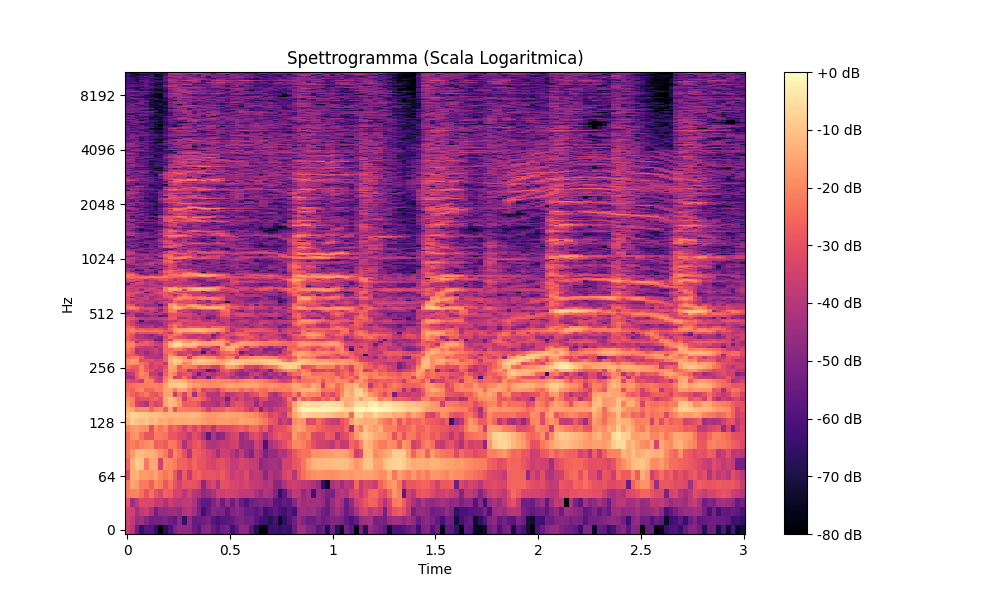 Spettrogramma (Scala Logaritmica)
Hz
8192
4096
2048
1024
512
256
128
64
0
0 0.5 1 1.5 2 2.5 3
Time
+0 dB
-10 dB
-20 dB
-30 dB
-40 dB
-50 dB
-60 dB
-70 dB
-80 dB